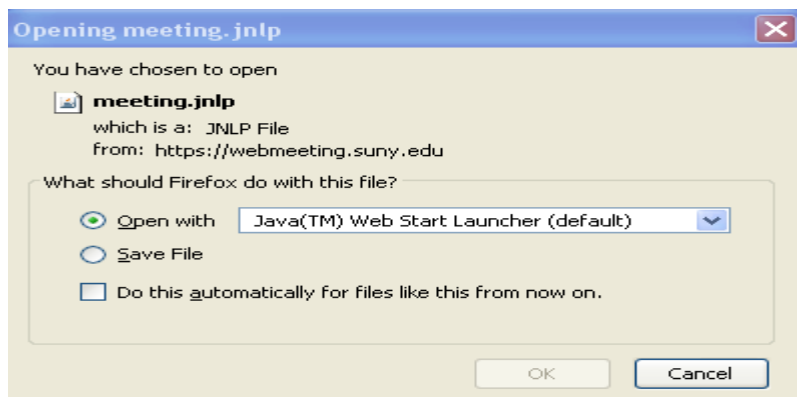 Opening meeting.jnlp
You have chosen to open
meeting.jnlp
which is a: JNLP File
from: https://webmeeting.suny.edu
What should Firefox do with this file?
Open with Java(TM) Web Start Launcher (default)
Save File
Do this automatically for files like this from now on.
OK Cancel